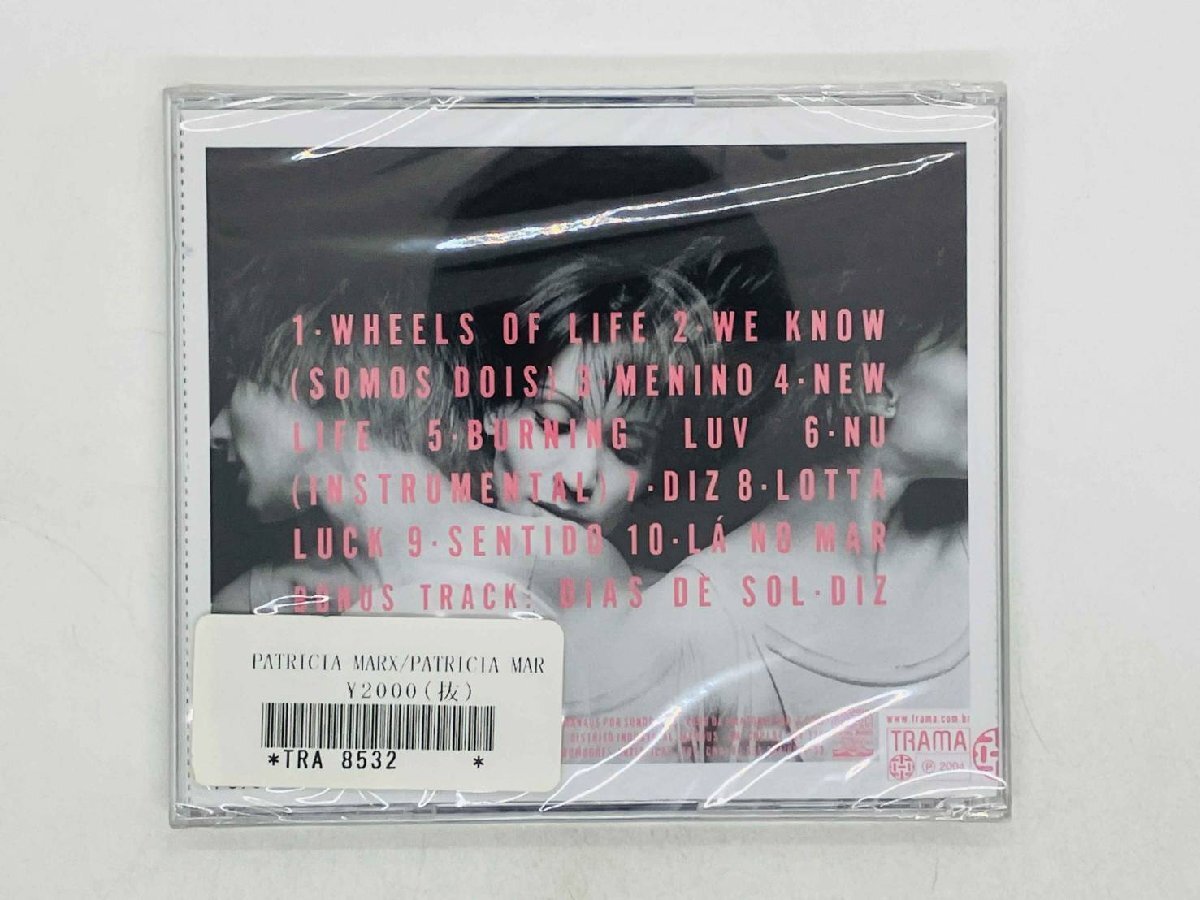 1·WHEELS OF LIFE 2·WE KNOW
(SOMOS DOIS) 3·MENINO 4·NEW
LIFE 5·BURNING LUV 6·NU
(INSTRUMENTAL) 7·DIZ 8·LOTTA
LUCK 9·SENTIDO 10·LÁ NO MAR
BONUS TRACK: DIAS DE SOL·DIZ
PATRICIA MARX/PATRICIA MAR
¥2000(抜)
*TRA 8532 *
www.trama.com.br
TRAMA
℗ 2004